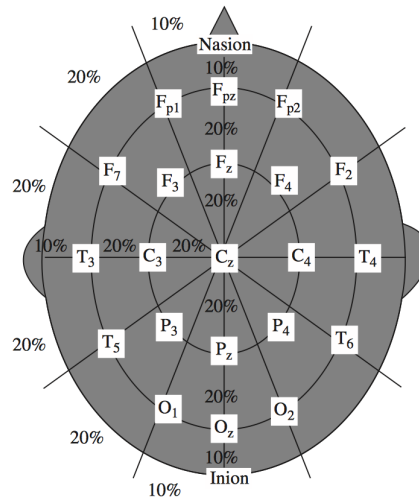 10%
Nasion
20%
10%
Fp1
Fpz
Fp2
20%
F7
F3
Fz
F4
F2
20%
20%
10%
20%
20%
T3
C3
Cz
C4
T4
20%
P3
Pz
P4
T5
T6
20%
20%
O1
Oz
O2
20%
10%
Inion
10%